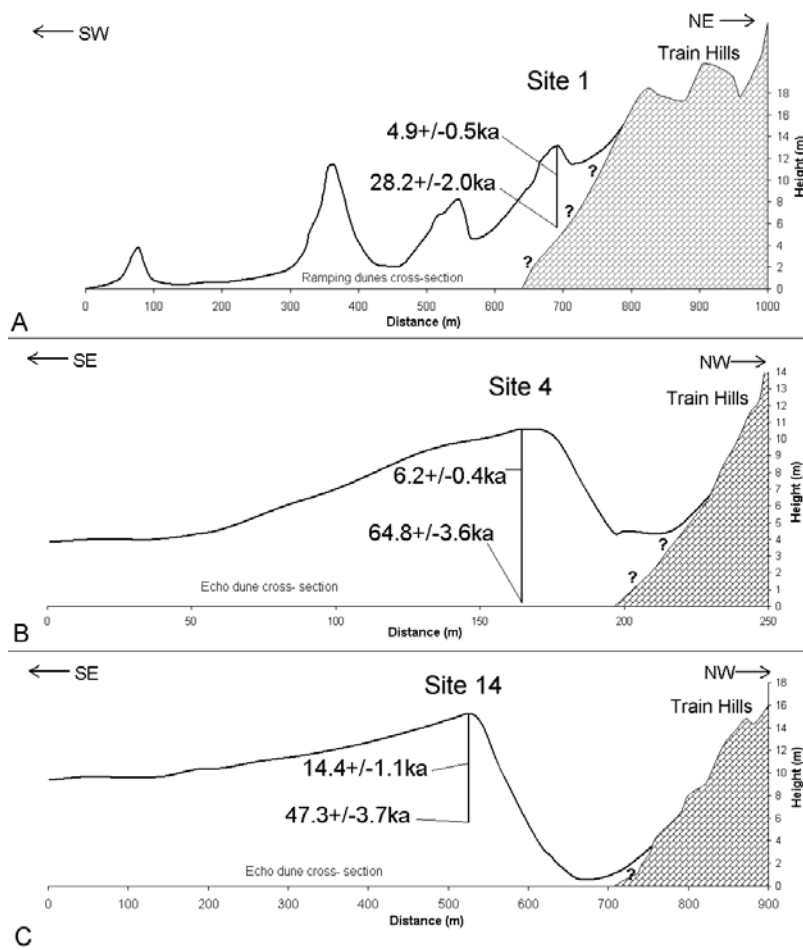 SW
NE
Train Hills
Site 1
4.9+/-0.5ka
28.2+/-2.0ka
?
?
?
Ramping dunes cross-section
18
16
14
12
10
8
6
4
2
0
Height (m)
0 100 200 300 400 500 600 700 800 900 1000
Distance (m)
A
SE
NW
Site 4
Train Hills
6.2+/-0.4ka
64.8+/-3.6ka
?
?
Echo dune cross- section
14
13
12
11
10
9
8
7
6
5
4
3
2
1
0
Height (m)
0 50 100 150 200 250
Distance (m)
B
SE
NW
Site 14
Train Hills
14.4+/-1.1ka
47.3+/-3.7ka
?
Echo dune cross- section
18
16
14
12
10
8
6
4
2
0
Height (m)
0 100 200 300 400 500 600 700 800 900
Distance (m)
C